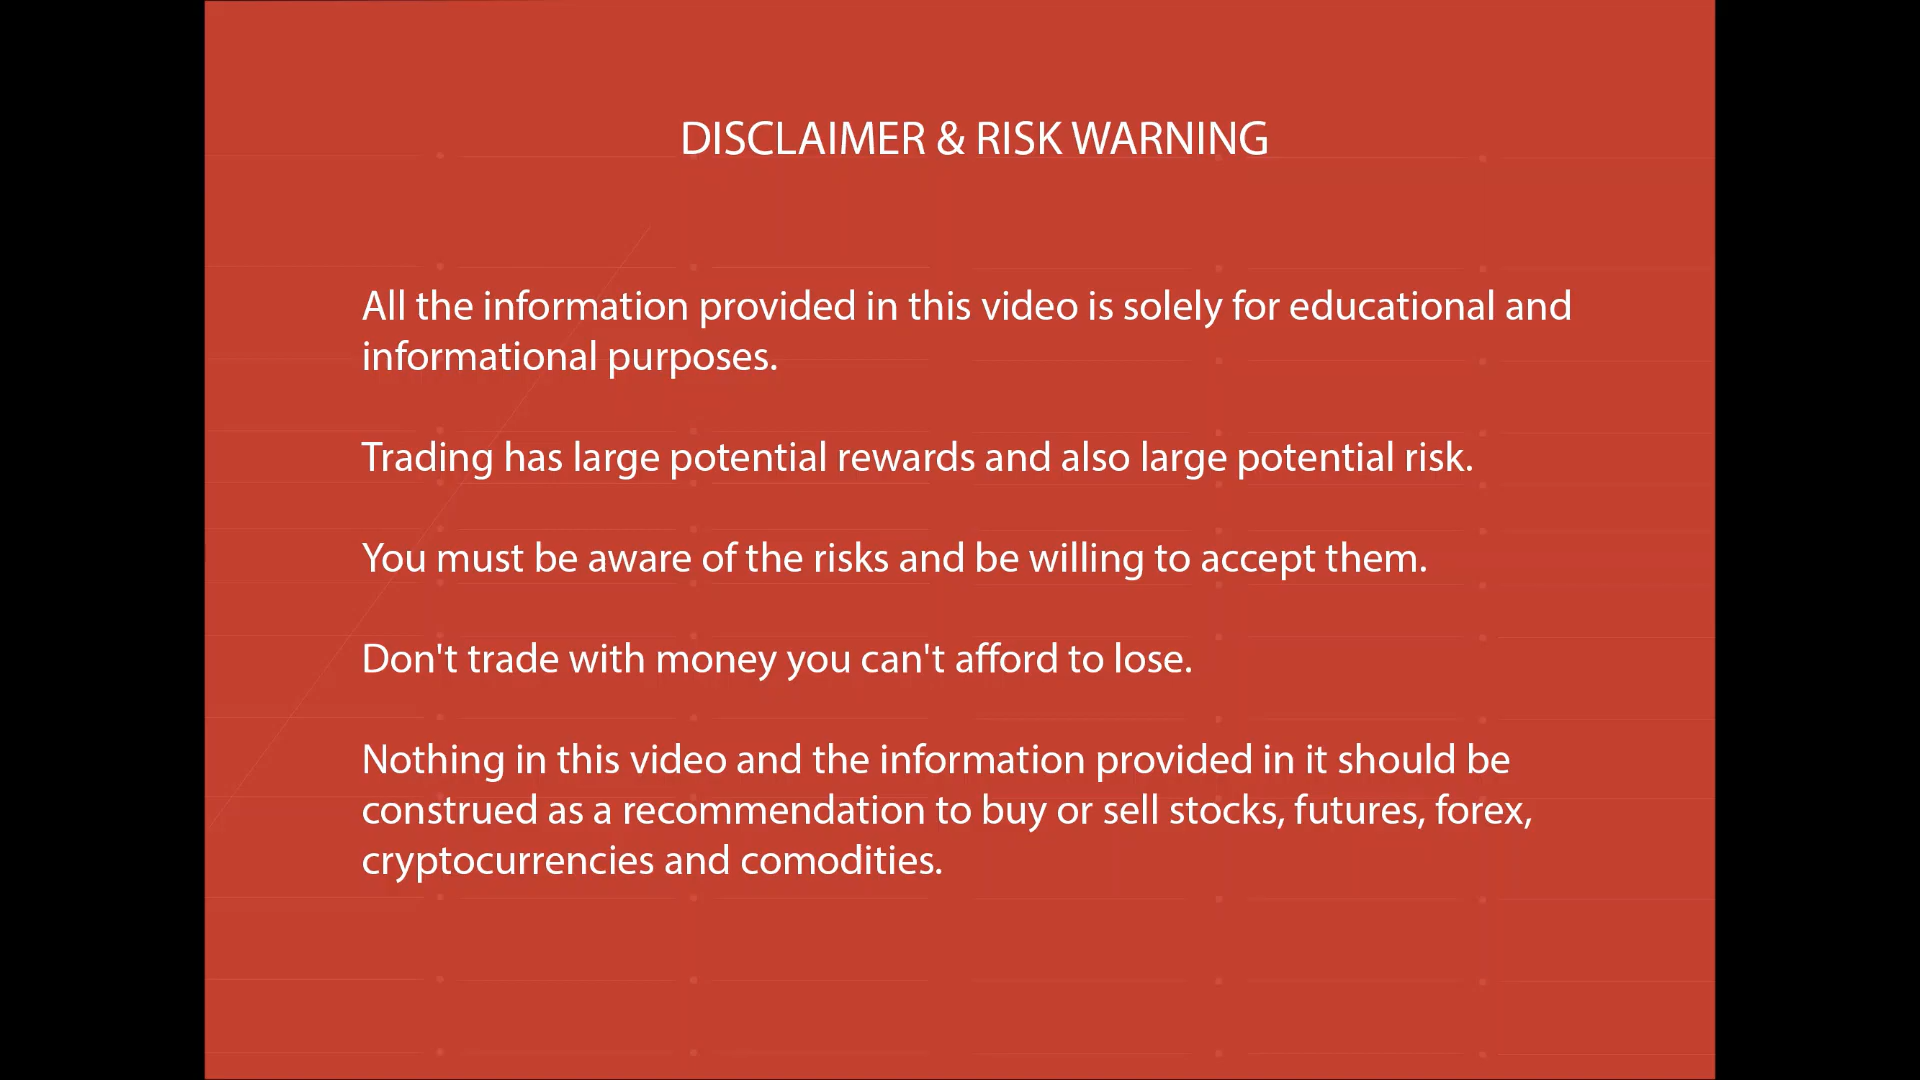 DISCLAIMER & RISK WARNING
All the information provided in this video is solely for educational and
informational purposes.
Trading has large potential rewards and also large potential risk.
You must be aware of the risks and be willing to accept them.
Don't trade with money you can't afford to lose.
Nothing in this video and the information provided in it should be
construed as a recommendation to buy or sell stocks, futures, forex,
cryptocurrencies and comodities.